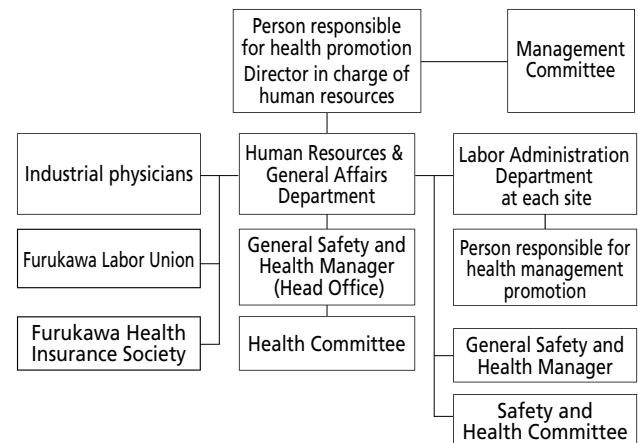 Person responsible
for health promotion
Director in charge of
human resources
Management
Committee
Industrial physicians
Human Resources &
General Affairs
Department
Labor Administration
Department
at each site
Furukawa Labor Union
General Safety and
Health Manager
(Head Office)
Person responsible for
health management
promotion
Furukawa Health
Insurance Society
Health Committee
General Safety and
Health Manager
Safety and
Health Committee